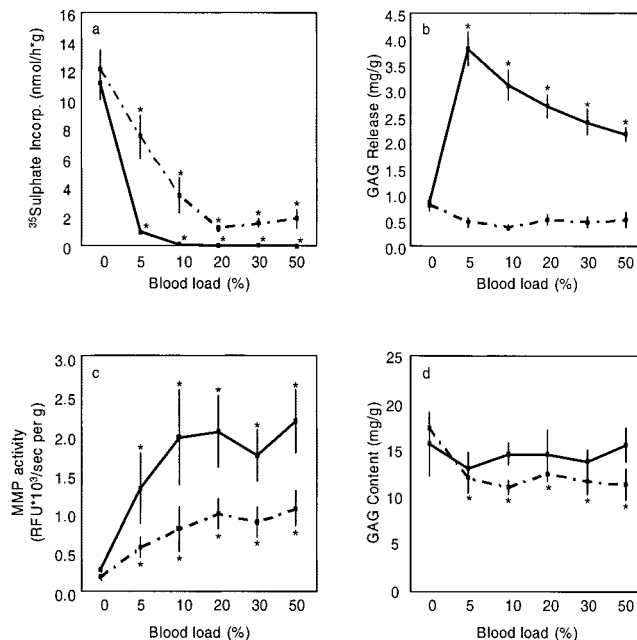 a
35Sulphate Incorp. (nmol/h*g)
16
14
12
10
8
6
4
2
0
0 5 10 20 30 50
Blood load (%)
* * * * *
* * * * *
b
GAG Release (mg/g)
4.5
4.0
3.5
3.0
2.5
2.0
1.5
1.0
0.5
0.0
0 5 10 20 30 50
Blood load (%)
* * * * *
c
MMP activity
(RFU*10³/sec per g)
3.0
2.5
2.0
1.5
1.0
0.5
0.0
0 5 10 20 30 50
Blood load (%)
* * * * *
* * * * *
d
GAG Content (mg/g)
25
20
15
10
5
0
0 5 10 20 30 50
Blood load (%)
* * * * *